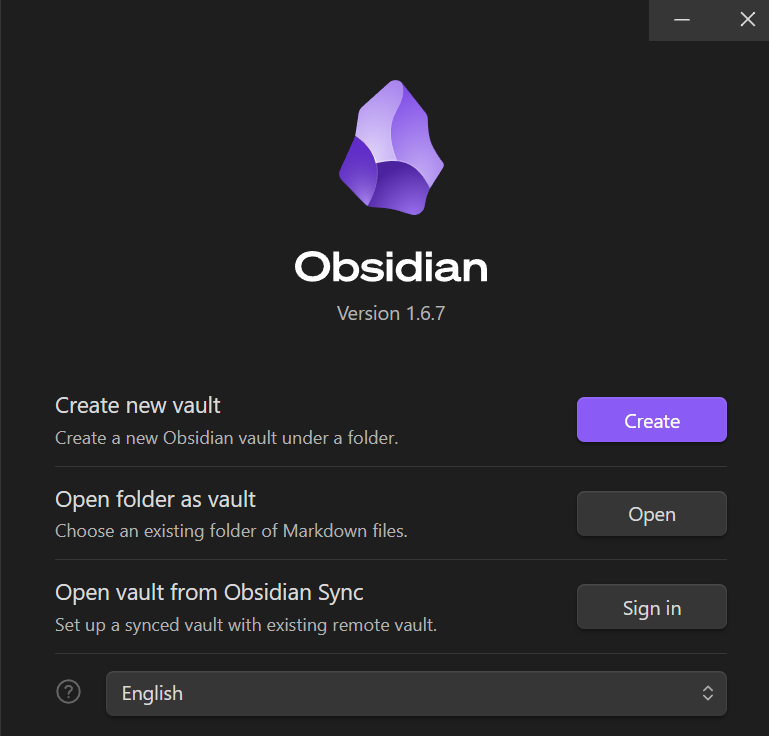 Obsidian
Version 1.6.7
Create new vault
Create a new Obsidian vault under a folder.
Create
Open folder as vault
Choose an existing folder of Markdown files.
Open
Open vault from Obsidian Sync
Set up a synced vault with existing remote vault.
Sign in
?
English